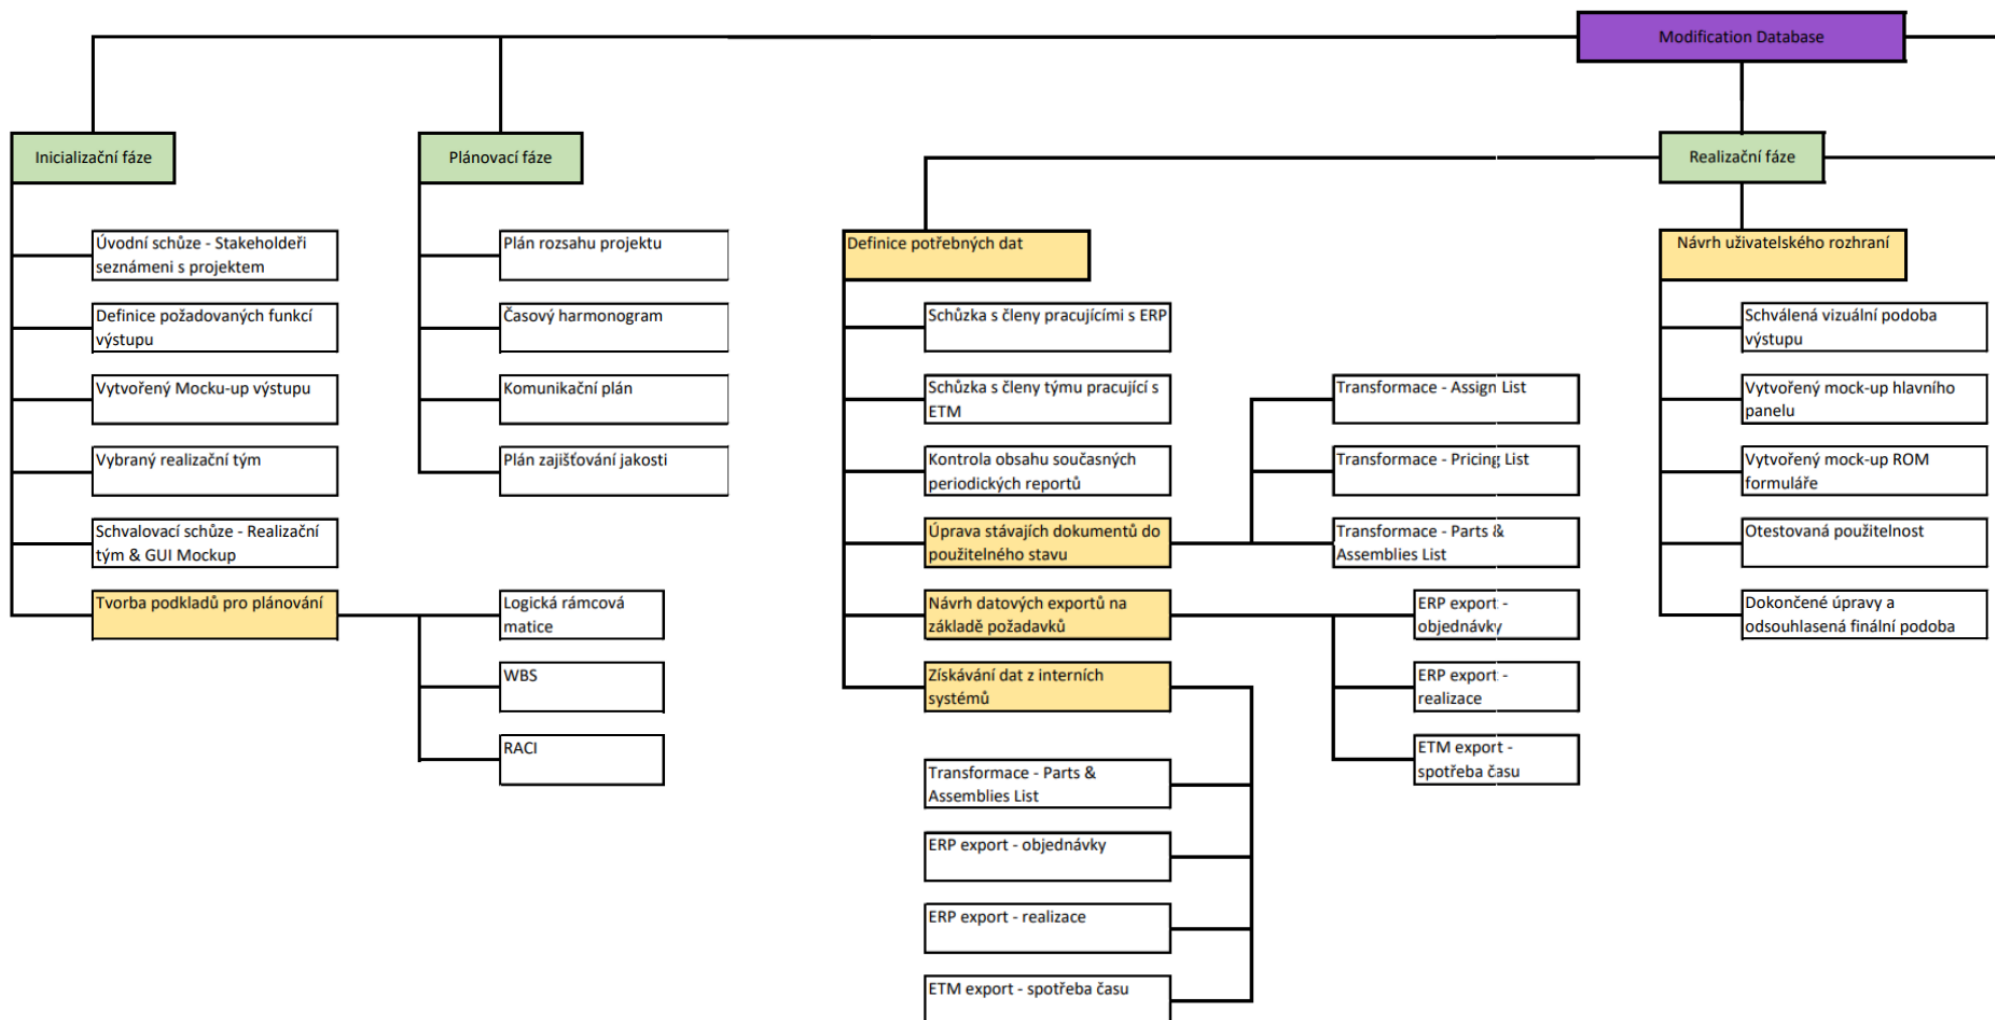 Modification Database
Inicializační fáze
Plánovací fáze
Realizační fáze
Úvodní schůze - Stakeholdeři
seznámeni s projektem
Definice požadovaných funkcí
výstupu
Vytvořený Mocku-up výstupu
Vybraný realizační tým
Schvalovací schůze - Realizační
tým & GUI Mockup
Tvorba podkladů pro plánování
Logická rámcová
matice
WBS
RACI
Plán rozsahu projektu
Časový harmonogram
Komunikační plán
Plán zajišťování jakosti
Definice potřebných dat
Schůzka s členy pracujícími s ERP
Schůzka s členy týmu pracující s
ETM
Kontrola obsahu současných
periodických reportů
Úprava stávajích dokumentů do
použitelného stavu
Transformace - Assign List
Transformace - Pricing List
Transformace - Parts &
Assemblies List
Návrh datových exportů na
základě požadavků
ERP export -
objednávky
ERP export -
realizace
ETM export -
spotřeba času
Získávání dat z interních
systémů
Transformace - Parts &
Assemblies List
ERP export - objednávky
ERP export - realizace
ETM export - spotřeba času
Návrh uživatelského rozhraní
Schválená vizuální podoba
výstupu
Vytvořený mock-up hlavního
panelu
Vytvořený mock-up ROM
formuláře
Otestovaná použitelnost
Dokončené úpravy a
odsouhlasená finální podoba